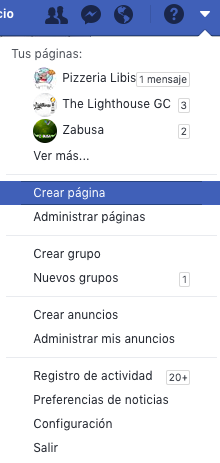 cio
Tus páginas:
Pizzeria Libis 1 mensaje
The Lighthouse GC 3
Zabusa 2
Ver más...
Crear página
Administrar páginas
Crear grupo
Nuevos grupos 1
Crear anuncios
Administrar mis anuncios
Registro de actividad 20+
Preferencias de noticias
Configuración
Salir